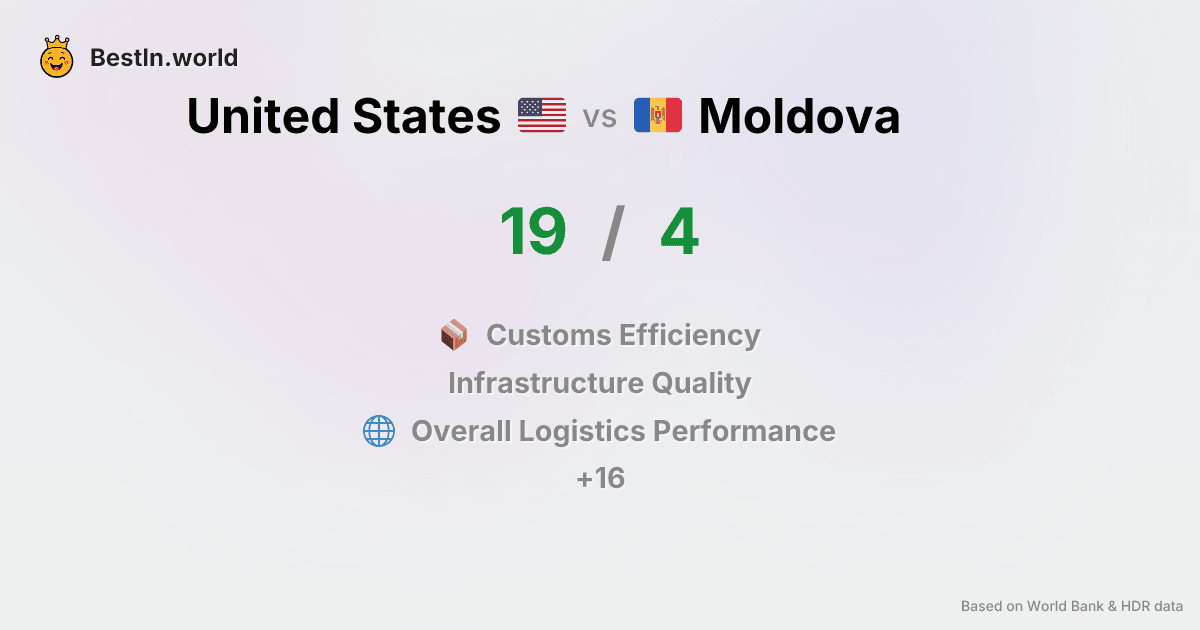 BestIn.world
United States vs Moldova
19 / 4
Customs Efficiency
Infrastructure Quality
Overall Logistics Performance
+16
Based on World Bank & HDR data